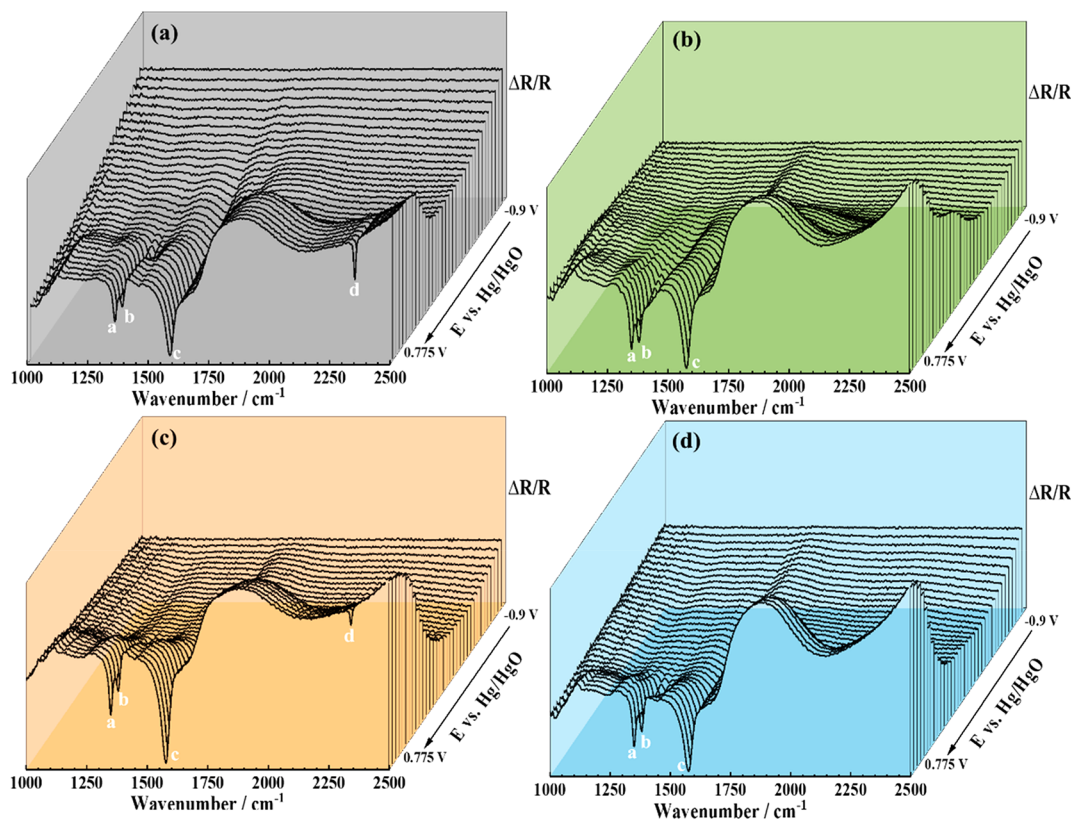 (a)
ΔR/R
-0.9 V
E vs. Hg/HgO
0.775 V
a
b
c
d
1000 1250 1500 1750 2000 2250 2500
Wavenumber / cm⁻¹
(b)
ΔR/R
-0.9 V
E vs. Hg/HgO
0.775 V
a
b
c
1000 1250 1500 1750 2000 2250 2500
Wavenumber / cm⁻¹
(c)
ΔR/R
-0.9 V
E vs. Hg/HgO
0.775 V
a
b
c
d
1000 1250 1500 1750 2000 2250 2500
Wavenumber / cm⁻¹
(d)
ΔR/R
-0.9 V
E vs. Hg/HgO
0.775 V
a
b
c
1000 1250 1500 1750 2000 2250 2500
Wavenumber / cm⁻¹